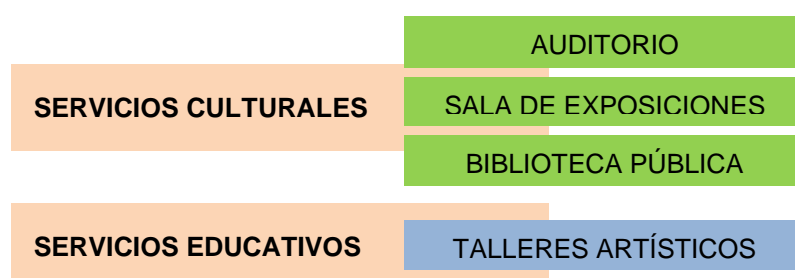 AUDITORIO
SERVICIOS CULTURALES
SALA DE EXPOSICIONES
BIBLIOTECA PÚBLICA
SERVICIOS EDUCATIVOS
TALLERES ARTÍSTICOS